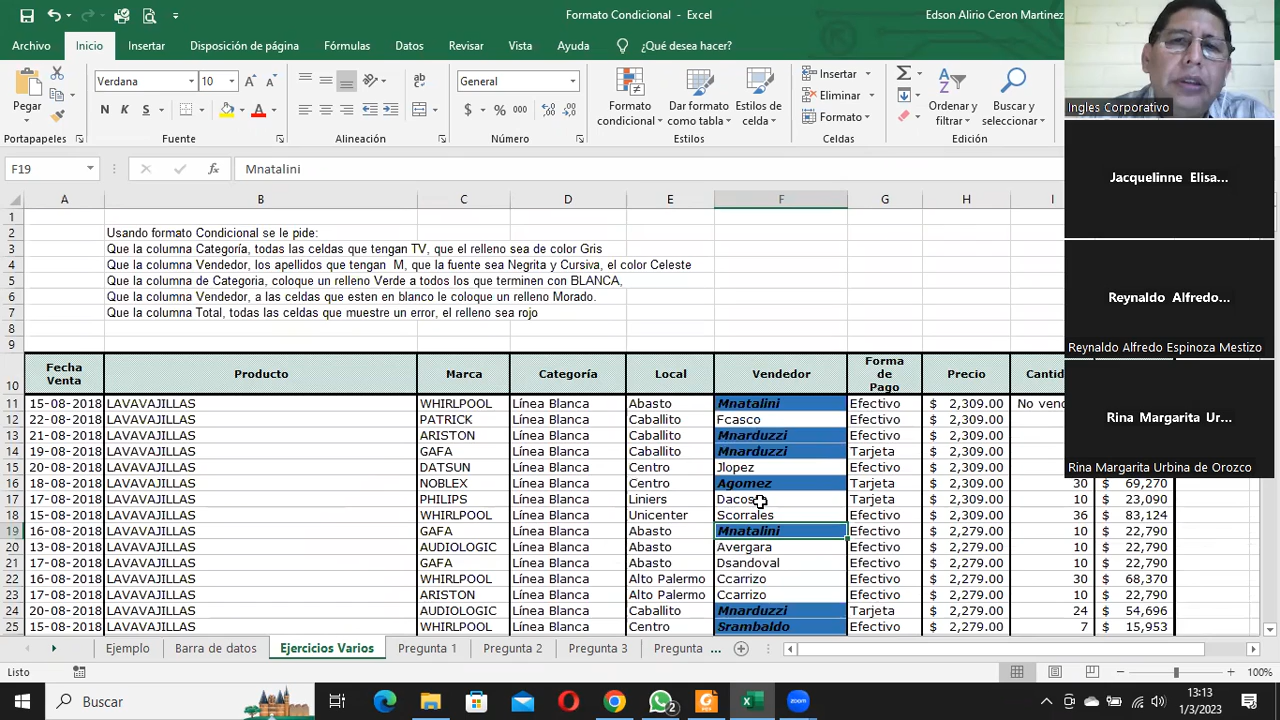 Formato Condicional - Excel
Edson Alirio Ceron Martinez
Archivo Inicio Insertar Disposición de página Fórmulas Datos Revisar Vista Ayuda ¿Qué desea hacer?
Pegar
Verdana 10
General
N K S
$ % 000
Formato condicional
Dar formato como tabla
Estilos de celda
Insertar
Eliminar
Formato
Ordenar y filtrar
Buscar y seleccionar
Portapapeles Fuente Alineación Número Estilos Celdas Edición
F19 Mnatalini
A B C D E F G H I
1
2 Usando formato Condicional se le pide:
3 Que la columna Categoría, todas las celdas que tengan TV, que el relleno sea de color Gris
4 Que la columna Vendedor, los apellidos que tengan M, que la fuente sea Negrita y Cursiva, el color Celeste
5 Que la columna de Categoria, coloque un relleno Verde a todos los que terminen con BLANCA,
6 Que la columna Vendedor, a las celdas que esten en blanco le coloque un relleno Morado.
7 Que la columna Total, todas las celdas que muestre un error, el relleno sea rojo
8
9
10 Fecha Venta Producto Marca Categoría Local Vendedor Forma de Pago Precio
11 15-08-2018 LAVAVAJILLAS WHIRLPOOL Línea Blanca Abasto Mnatalini Efectivo $ 2,309.00 No
12 22-08-2018 LAVAVAJILLAS PATRICK Línea Blanca Caballito Fcasco Efectivo $ 2,309.00
13 21-08-2018 LAVAVAJILLAS ARISTON Línea Blanca Caballito Mnarduzzi Efectivo $ 2,309.00
14 19-08-2018 LAVAVAJILLAS GAFA Línea Blanca Caballito Mnarduzzi Tarjeta $ 2,309.00
15 20-08-2018 LAVAVAJILLAS DATSUN Línea Blanca Centro Jlopez Efectivo $ 2,309.00
16 18-08-2018 LAVAVAJILLAS NOBLEX Línea Blanca Centro Agomez Tarjeta $ 2,309.00 30 $ 69,270
17 17-08-2018 LAVAVAJILLAS PHILIPS Línea Blanca Liniers Tarjeta $ 2,309.00 10 $ 23,090
18 15-08-2018 LAVAVAJILLAS WHIRLPOOL Línea Blanca Unicenter Scorrales Efectivo $ 2,309.00 36 $ 83,124
19 16-08-2018 LAVAVAJILLAS GAFA Línea Blanca Abasto Mnatalini Efectivo $ 2,279.00 10 $ 22,790
20 13-08-2018 LAVAVAJILLAS AUDIOLOGIC Línea Blanca Abasto Avergara Efectivo $ 2,279.00 10 $ 22,790
21 17-08-2018 LAVAVAJILLAS GAFA Línea Blanca Abasto Dsandoval Efectivo $ 2,279.00 10 $ 22,790
22 16-08-2018 LAVAVAJILLAS WHIRLPOOL Línea Blanca Alto Palermo Ccarrizo Efectivo $ 2,279.00 30 $ 68,370
23 17-08-2018 LAVAVAJILLAS ARISTON Línea Blanca Alto Palermo Ccarrizo Efectivo $ 2,279.00 10 $ 22,790
24 20-08-2018 LAVAVAJILLAS AUDIOLOGIC Línea Blanca Caballito Mnarduzzi Tarjeta $ 2,279.00 24 $ 54,696
25 15-08-2018 LAVAVAJILLAS WHIRLPOOL Línea Blanca Centro Srambaldo Efectivo $ 2,279.00 7 $ 15,953
Ejemplo Barra de datos Ejercicios Varios Pregunta 1 Pregunta 2 Pregunta 3 Pregunta ...
Listo
100%
Buscar
2
13:13
1/3/2023
Ingles Corporativo
Jacquelinne Elisa...
Reynaldo Alfredo...
Reynaldo Alfredo Espinoza Mestizo
Rina Margarita Ur...
Rina Margarita Urbina de Orozco